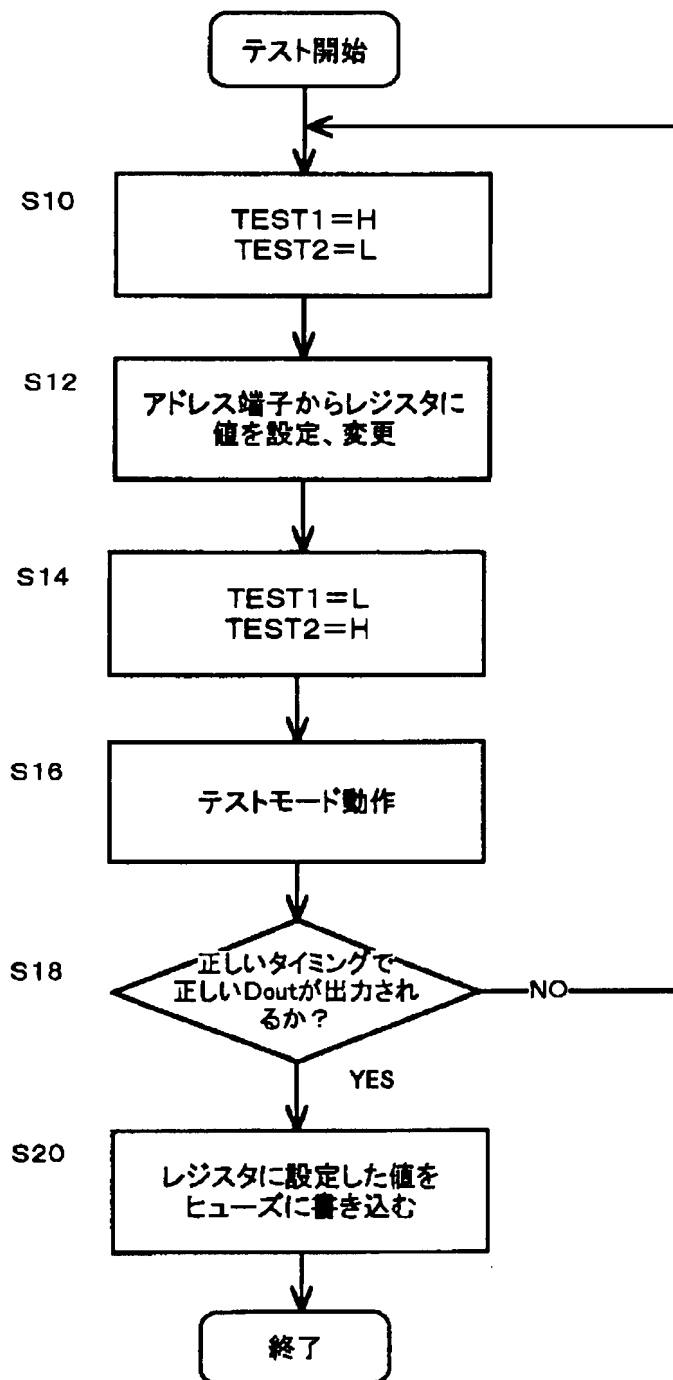 テスト開始
S10
TEST1=H
TEST2=L
S12
アドレス端子からレジスタに
値を設定、変更
S14
TEST1=L
TEST2=H
S16
テストモード動作
S18
正しいタイミングで
正しいDoutが出力され
るか？
NO
YES
S20
レジスタに設定した値を
ヒューズに書き込む
終了